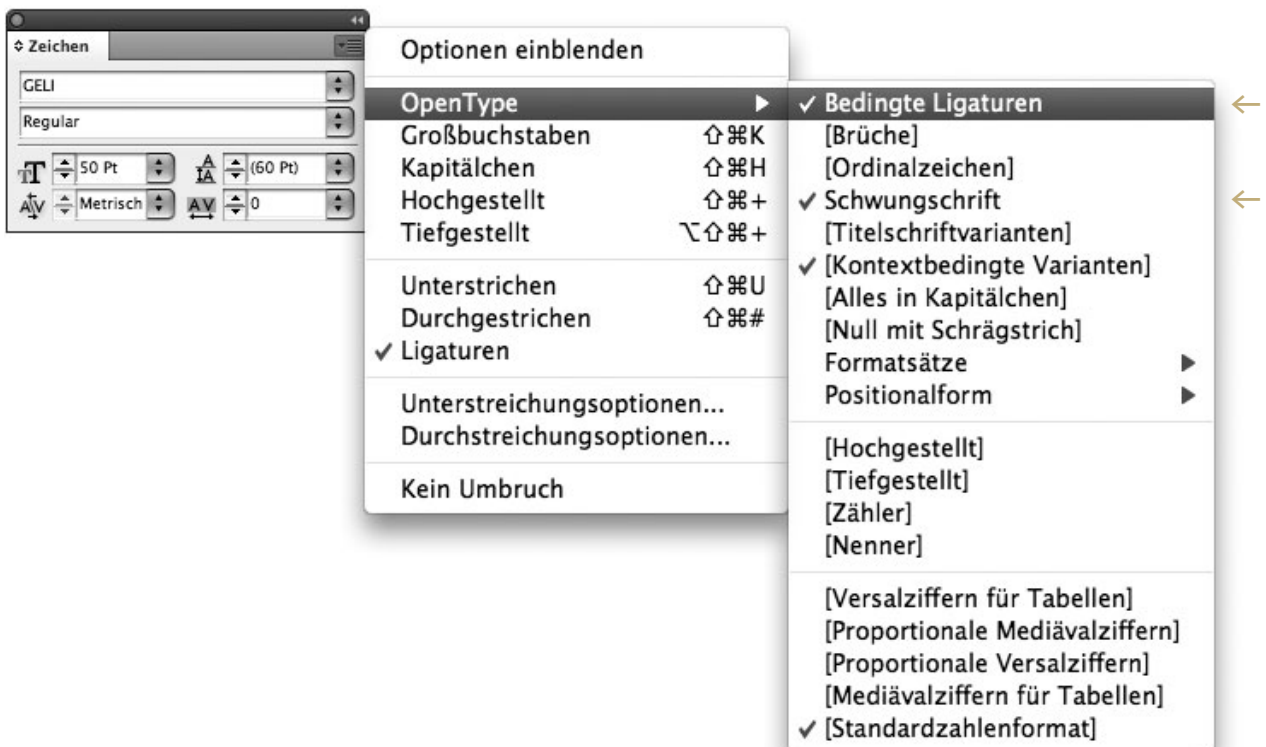 Zeichen
GELI
Regular
50 Pt (60 Pt)
Metrisch 0
Optionen einblenden
OpenType ▶
Großbuchstaben ⇧⌘K
Kapitälchen ⇧⌘H
Hochgestellt ⇧⌘+
Tiefgestellt ⌥⇧⌘+
Unterstrichen ⇧⌘U
Durchgestrichen ⇧⌘#
✓ Ligaturen
Unterstreichungsoptionen...
Durchstreichungsoptionen...
Kein Umbruch
✓ Bedingte Ligaturen ←
[Brüche]
[Ordinalzeichen]
✓ Schwungschrift ←
[Titelschriftvarianten]
✓ [Kontextbedingte Varianten]
[Alles in Kapitälchen]
[Null mit Schrägstrich]
Formatsätze ▶
Positionalform ▶
[Hochgestellt]
[Tiefgestellt]
[Zähler]
[Nenner]
[Versalziffern für Tabellen]
[Proportionale Mediävalziffern]
[Proportionale Versalziffern]
[Mediävalziffern für Tabellen]
✓ [Standardzahlenformat]